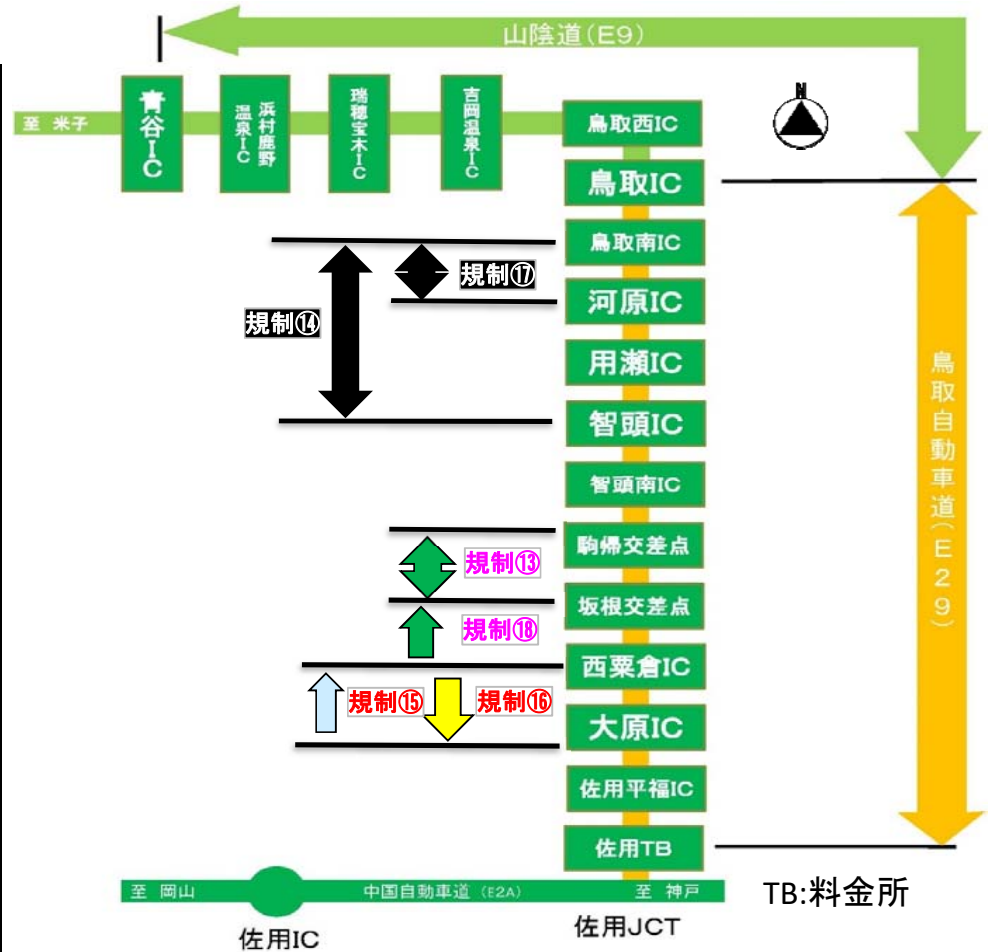 山陰道(E9)
N
至 米子
青谷IC
浜村鹿野
温泉IC
瑞穂宝木IC
吉岡温泉IC
鳥取西IC
鳥取IC
鳥取南IC
規制⑰
河原IC
規制⑭
用瀬IC
智頭IC
鳥取自動車道(E29)
智頭南IC
駒帰交差点
規制⑬
坂根交差点
規制⑱
西粟倉IC
規制⑮
規制⑯
大原IC
佐用平福IC
佐用TB
至 岡山
中国自動車道 (E2A)
至 神戸
TB:料金所
佐用IC
佐用JCT